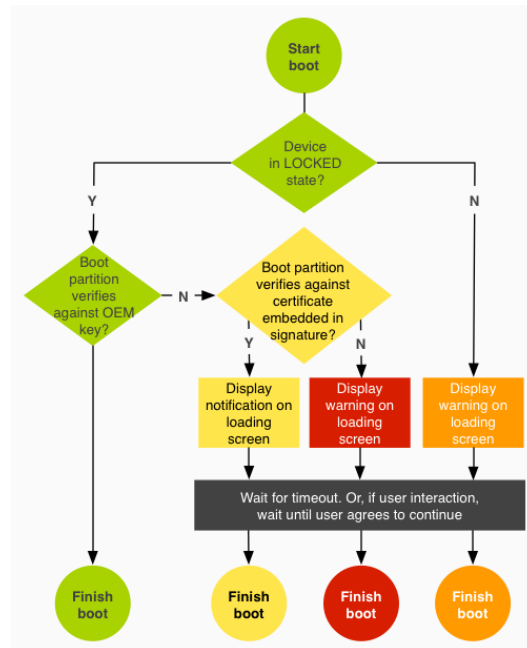 Start
boot
Device
in LOCKED
state?
Y
N
Boot
partition
verifies
against OEM
key?
N
Boot partition
verifies against
certificate
embedded in
signature?
Y
N
Display
notification on
loading
screen
Display
warning on
loading
screen
Display
warning on
loading
screen
Wait for timeout. Or, if user interaction,
wait until user agrees to continue
Finish
boot
Finish
boot
Finish
boot
Finish
boot